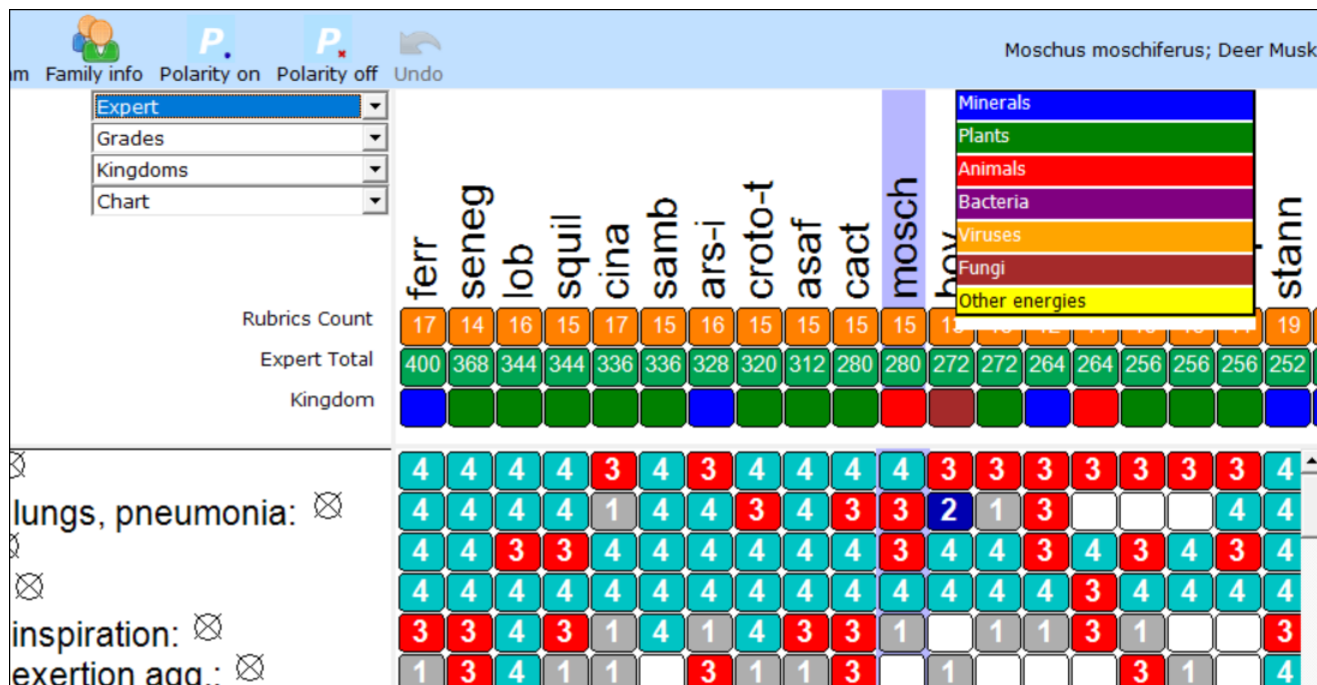 Family info Polarity on Polarity off Undo
Moschus moschiferus; Deer Musk
Expert
Grades
Kingdoms
Chart
Minerals
Plants
Animals
Bacteria
Viruses
Fungi
Other energies
ferr seneg lob squil cina samb ars-i croto-t asaf cact mosch stann
Rubrics Count 17 14 16 15 17 15 16 15 15 15 15 19
Expert Total 400 368 344 344 336 336 328 320 312 280 280 272 272 264 264 256 256 256 252
Kingdom
4 4 4 4 3 4 3 4 4 4 4 3 3 3 3 3 3 3 4
lungs, pneumonia: 4 4 4 4 1 4 4 3 4 3 3 2 1 3 4 4
4 4 3 3 4 4 4 4 4 4 3 4 4 3 4 3 4 3 4
4 4 4 4 4 4 4 4 4 4 4 4 4 4 3 4 4 4 4
inspiration: 3 3 4 3 1 4 1 4 3 3 1 1 1 3 1 3
exertion agg.: 1 3 4 1 1 3 1 1 3 1 3 1 4